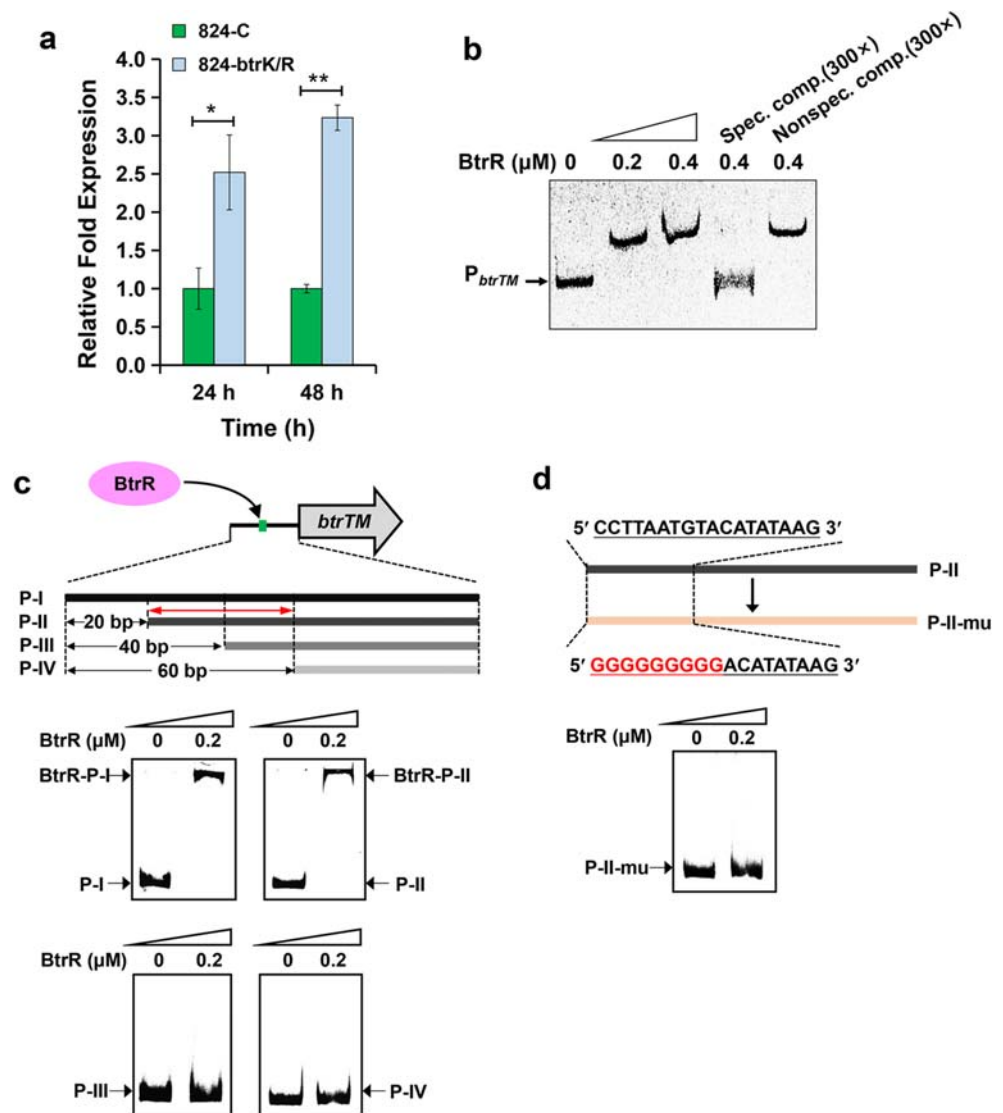 a
824-C
824-btrK/R
Relative Fold Expression
4.0
3.5
3.0
2.5
2.0
1.5
1.0
0.5
0.0
*
**
24 h
48 h
Time (h)
b
Spec. comp.(300×)
Nonspec. comp.(300×)
BtrR (µM) 0 0.2 0.4 0.4 0.4
PbtrTM
c
BtrR
btrTM
P-I
P-II 20 bp
P-III 40 bp
P-IV 60 bp
BtrR (µM) 0 0.2 0 0.2
BtrR-P-I BtrR-P-II
P-I P-II
BtrR (µM) 0 0.2 0 0.2
P-III P-IV
d
5′ CCTTAATGTACATATAAG 3′
P-II
P-II-mu
5′ GGGGGGGGGACATATAAG 3′
BtrR (µM) 0 0.2
P-II-mu